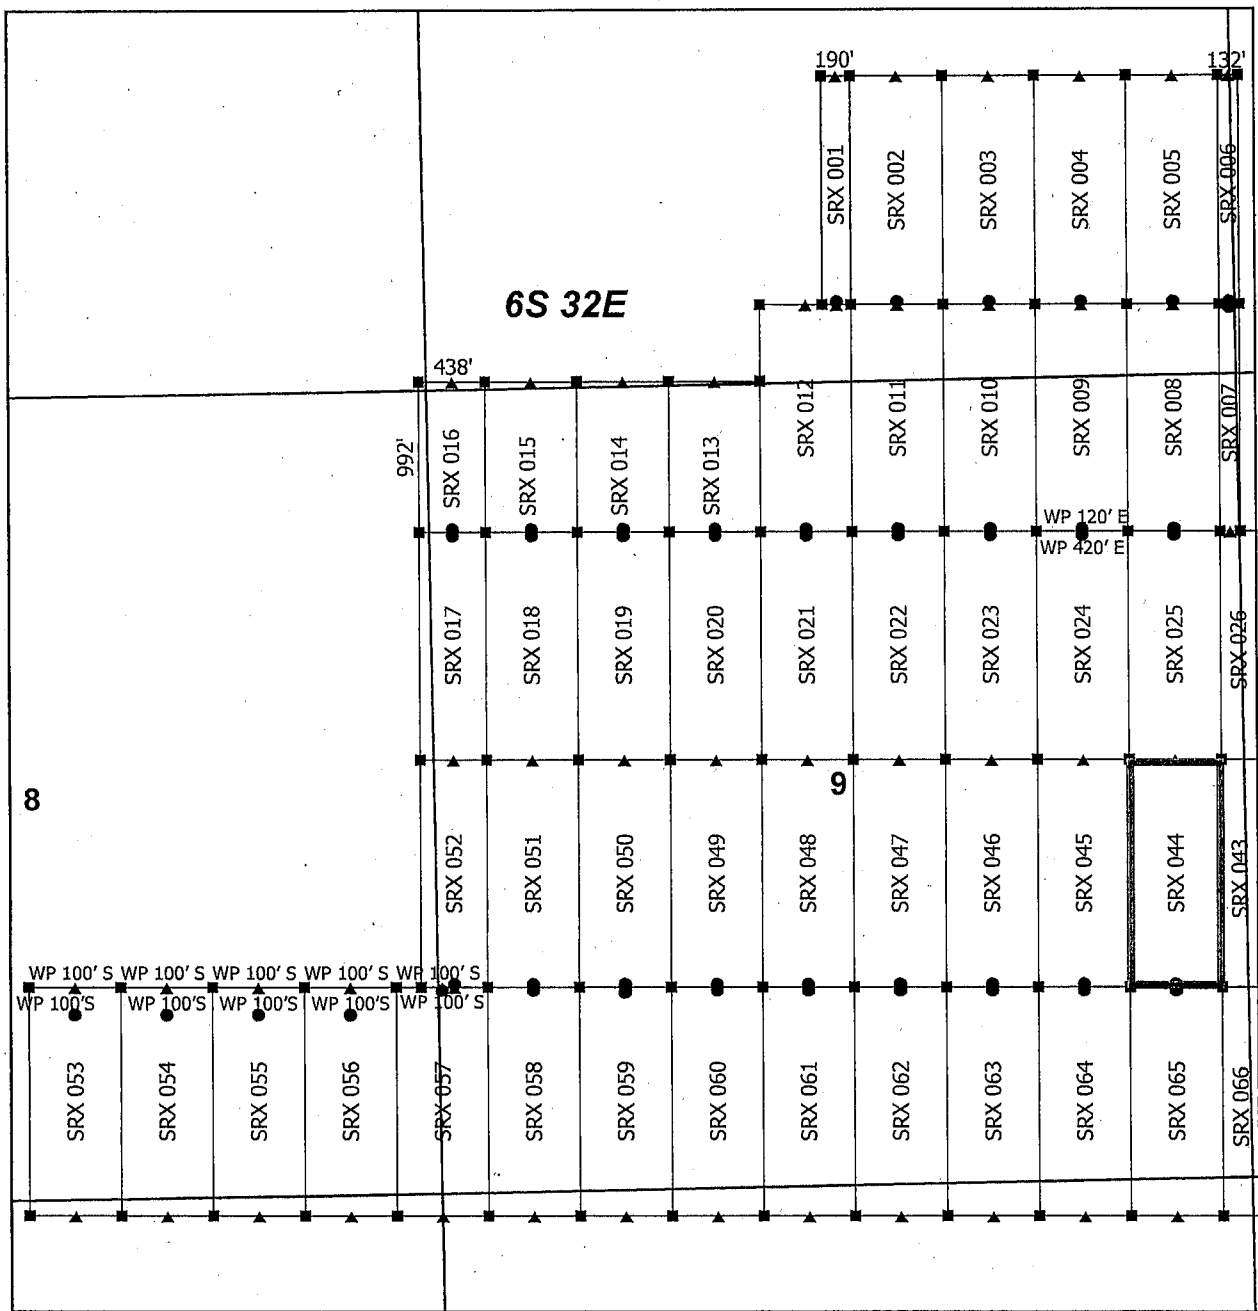 190'
132'
SRX 001
SRX 002
SRX 003
SRX 004
SRX 005
SRX 006
6S 32E
438'
992'
SRX 016
SRX 015
SRX 014
SRX 013
SRX 012
SRX 011
SRX 010
SRX 009
SRX 008
SRX 007
WP 120' E
WP 420' E
SRX 017
SRX 018
SRX 019
SRX 020
SRX 021
SRX 022
SRX 023
SRX 024
SRX 025
SRX 026
8
9
SRX 052
SRX 051
SRX 050
SRX 049
SRX 048
SRX 047
SRX 046
SRX 045
SRX 044
SRX 043
WP 100' S WP 100' S WP 100' S WP 100' S WP 100' S
WP 100'S WP 100'S WP 100'S WP 100'S WP 100' S
SRX 053
SRX 054
SRX 055
SRX 056
SRX 057
SRX 058
SRX 059
SRX 060
SRX 061
SRX 062
SRX 063
SRX 064
SRX 065
SRX 066